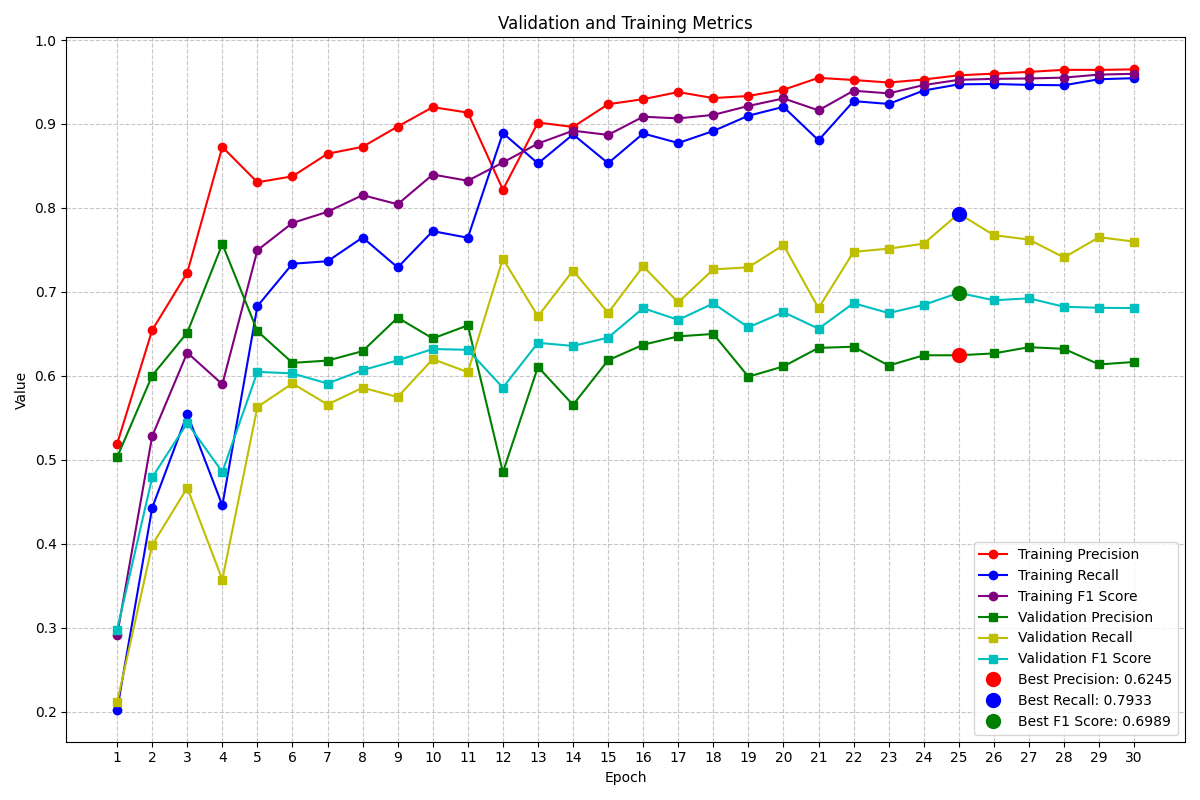 Validation and Training Metrics
1.0
0.9
0.8
0.7
0.6
0.5
0.4
0.3
0.2
Value
Training Precision
Training Recall
Training F1 Score
Validation Precision
Validation Recall
Validation F1 Score
Best Precision: 0.6245
Best Recall: 0.7933
Best F1 Score: 0.6989
1 2 3 4 5 6 7 8 9 10 11 12 13 14 15 16 17 18 19 20 21 22 23 24 25 26 27 28 29 30
Epoch